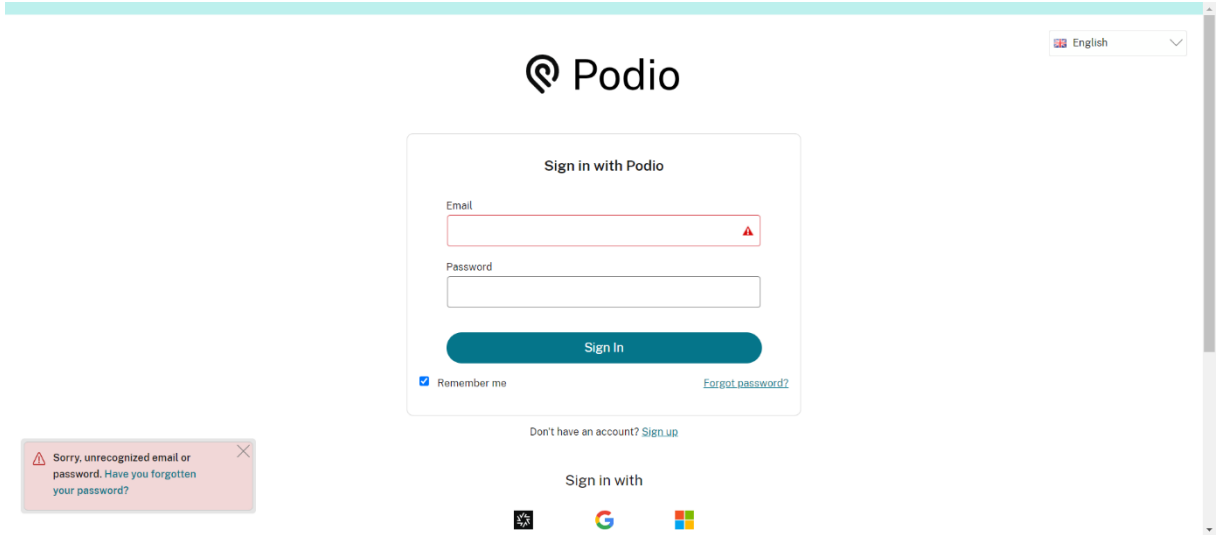 English
Podio
Sign in with Podio
Email
Password
Sign In
Remember me
Forgot password?
Don't have an account? Sign up
Sorry, unrecognized email or
password. Have you forgotten
your password?
Sign in with